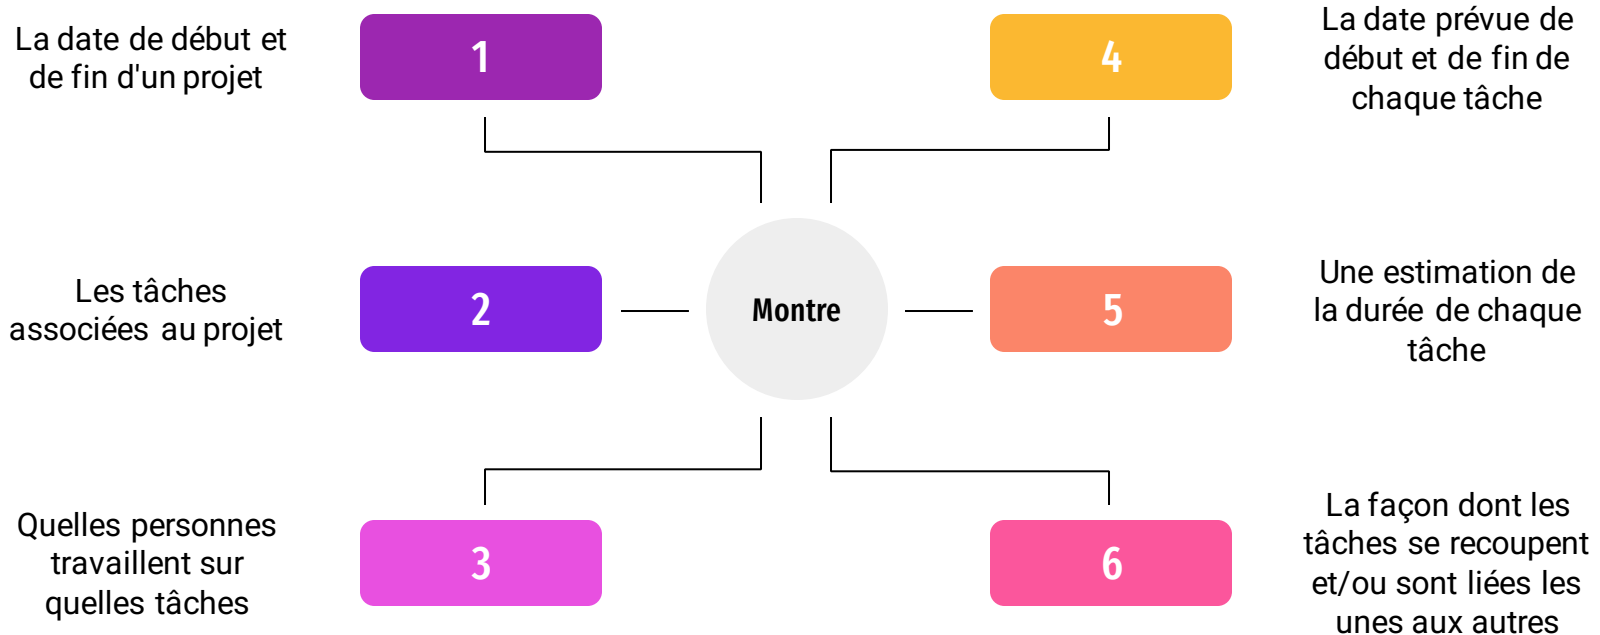 La date de début et
de fin d'un projet
1
4
La date prévue de
début et de fin de
chaque tâche
Les tâches
associées au projet
2
Montre
5
Une estimation de
la durée de chaque
tâche
Quelles personnes
travaillent sur
quelles tâches
3
6
La façon dont les
tâches se recoupent
et/ou sont liées les
unes aux autres